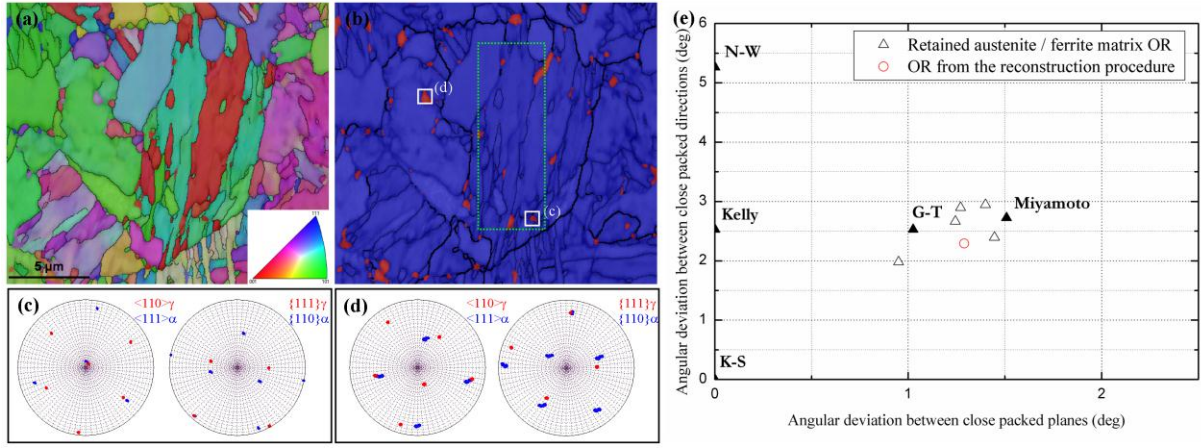 (a)
5 µm
111
001
101
(b)
(d)
(c)
(c)
<110>γ
<111>α
{111}γ
{110}α
(d)
<110>γ
<111>α
{111}γ
{110}α
(e)
Angular deviation between close packed directions (deg)
6
5
4
3
2
1
0
N-W
Kelly
K-S
G-T
Miyamoto
Retained austenite / ferrite matrix OR
OR from the reconstruction procedure
1
2
Angular deviation between close packed planes (deg)